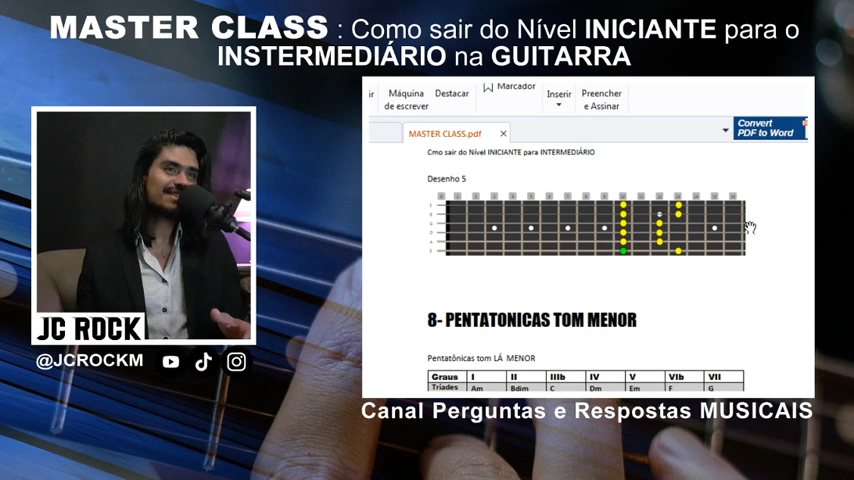 MASTER CLASS : Como sair do Nível INICIANTE para o
INSTERMEDIÁRIO na GUITARRA
Máquina
de escrever
Destacar
Marcador
Inserir
Preencher
e Assinar
MASTER CLASS.pdf
Convert
PDF to Word
Cmo sair do Nível INICIANTE para INTERMEDIÁRIO
Desenho 5
8- PENTATONICAS TOM MENOR
Pentatônicas tom LÁ MENOR
Graus I II IIIb IV V VIb VII
Tríades Am Bdim C Dm Em F G
JC ROCK
@JCROCKM
Canal Perguntas e Respostas MUSICAIS